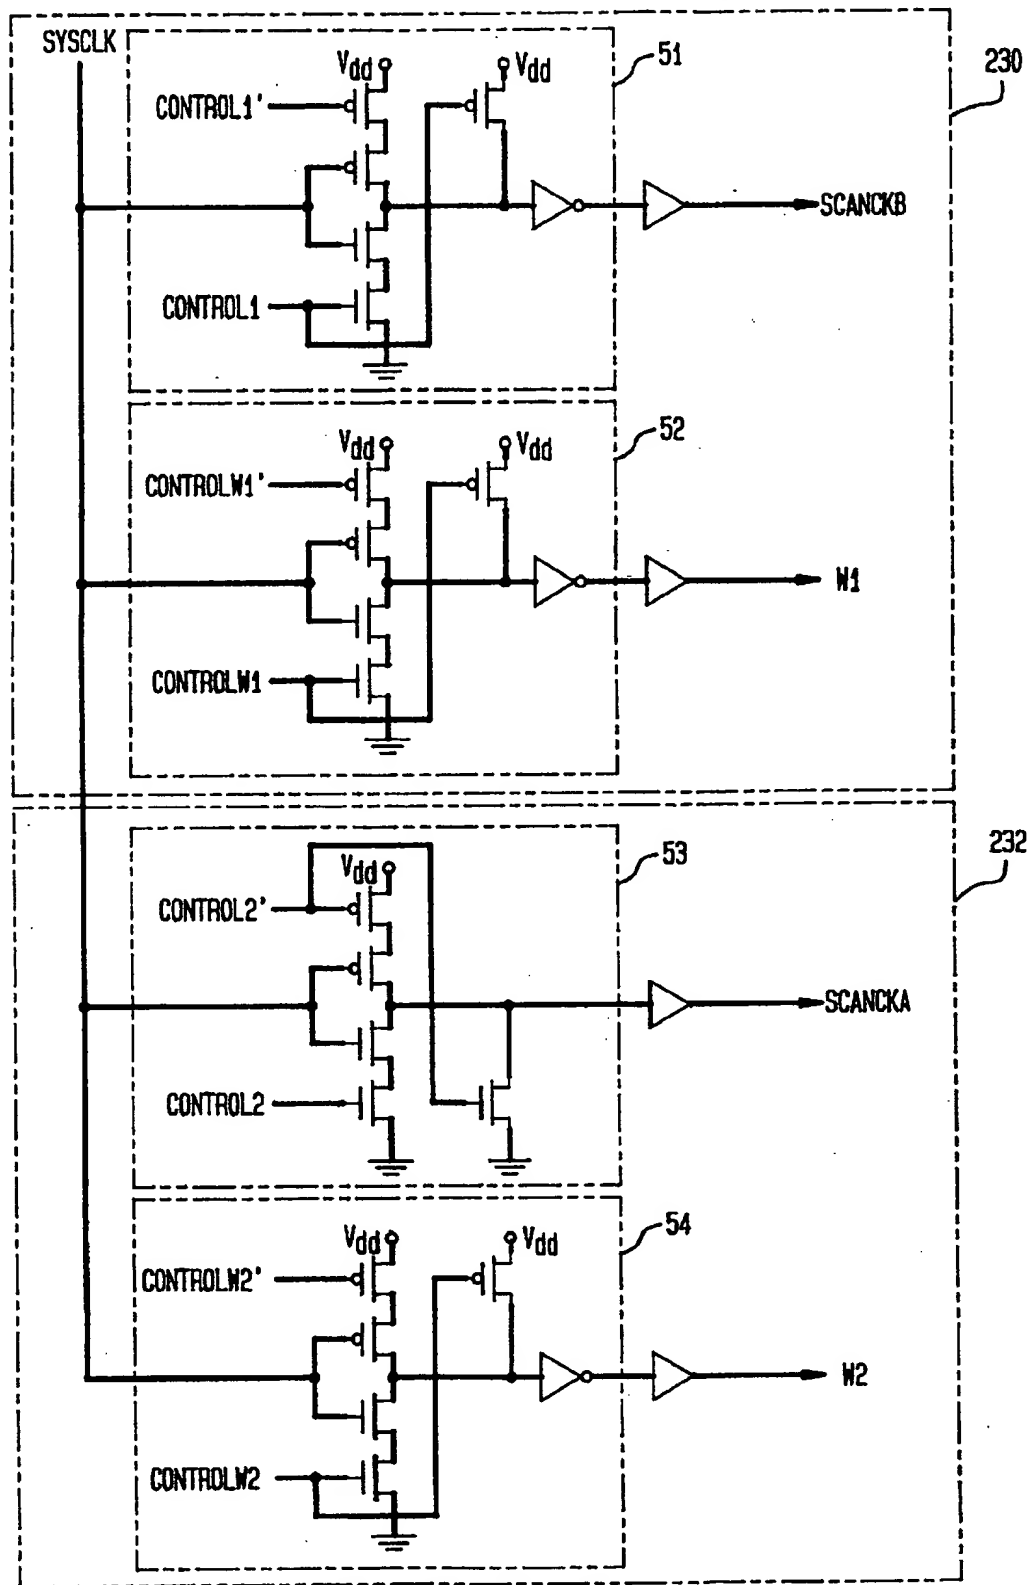 SYSCLK
51
230
Vdd
Vdd
CONTROL1'
SCANCKB
CONTROL1
52
Vdd
Vdd
CONTROLW1'
W1
CONTROLW1
53
232
Vdd
CONTROL2'
SCANCKA
CONTROL2
54
Vdd
Vdd
CONTROLW2'
W2
CONTROLW2